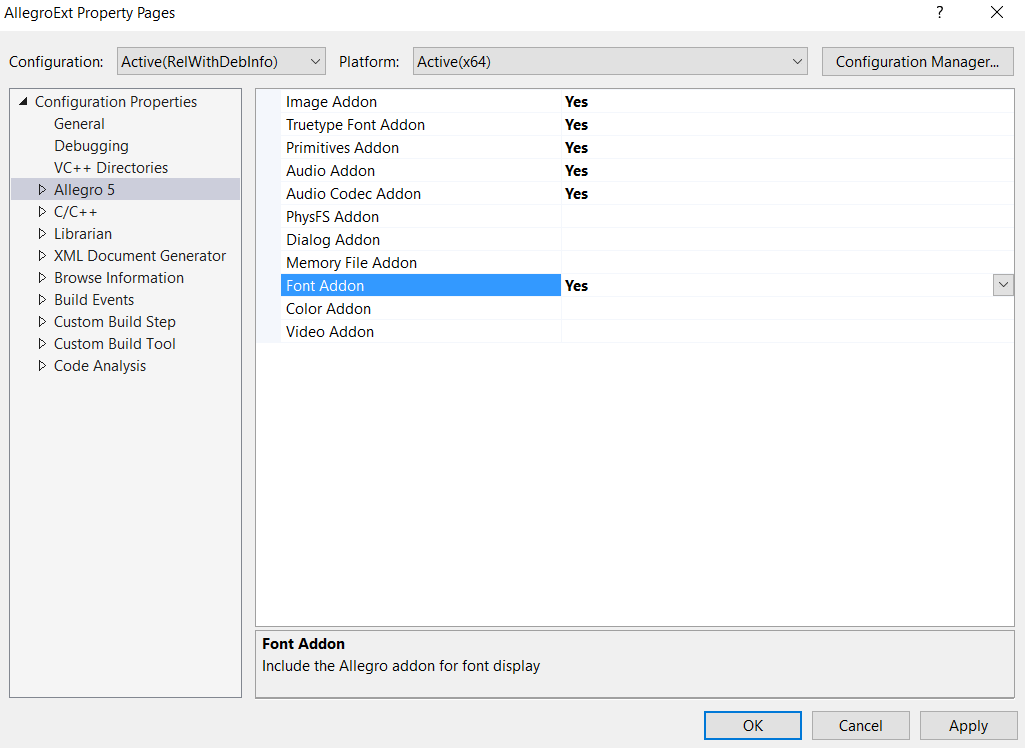 AllegroExt Property Pages
?
Configuration: Active(RelWithDebInfo) Platform: Active(x64) Configuration Manager...
Configuration Properties
General
Debugging
VC++ Directories
Allegro 5
C/C++
Librarian
XML Document Generator
Browse Information
Build Events
Custom Build Step
Custom Build Tool
Code Analysis
Image Addon Yes
Truetype Font Addon Yes
Primitives Addon Yes
Audio Addon Yes
Audio Codec Addon Yes
PhysFS Addon
Dialog Addon
Memory File Addon
Font Addon Yes
Color Addon
Video Addon
Font Addon
Include the Allegro addon for font display
OK Cancel Apply